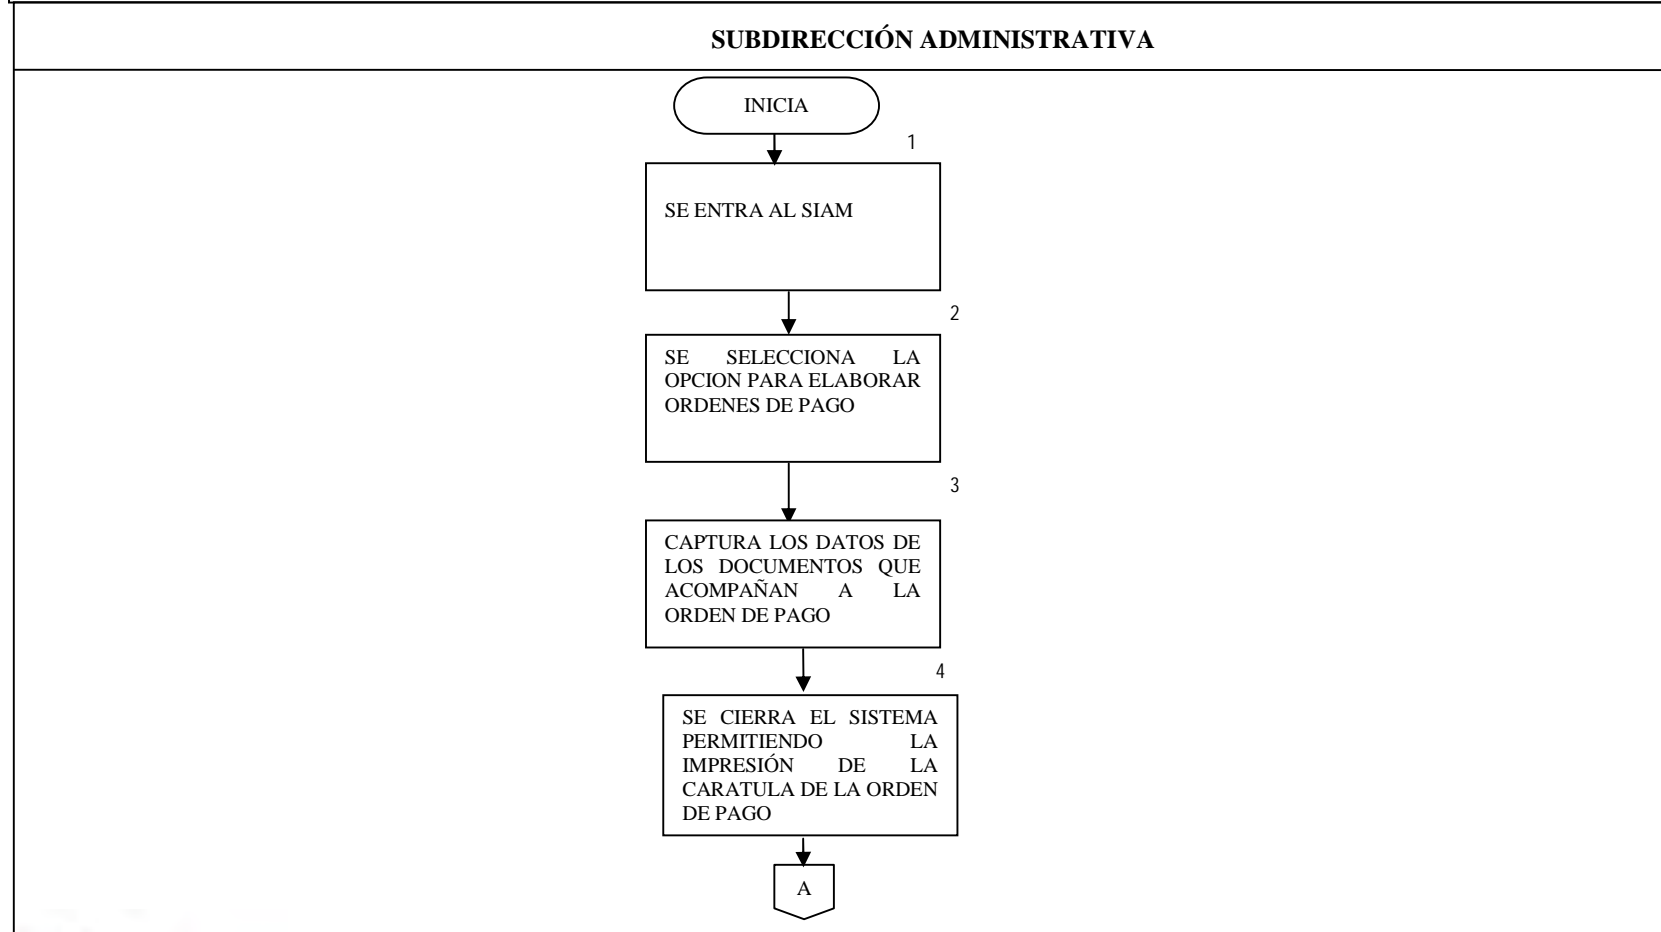 SUBDIRECCIÓN ADMINISTRATIVA
INICIA
1
SE ENTRA AL SIAM
2
SE SELECCIONA LA
OPCION PARA ELABORAR
ORDENES DE PAGO
3
CAPTURA LOS DATOS DE
LOS DOCUMENTOS QUE
ACOMPAÑAN A LA
ORDEN DE PAGO
4
SE CIERRA EL SISTEMA
PERMITIENDO LA
IMPRESIÓN DE LA
CARATULA DE LA ORDEN
DE PAGO
A